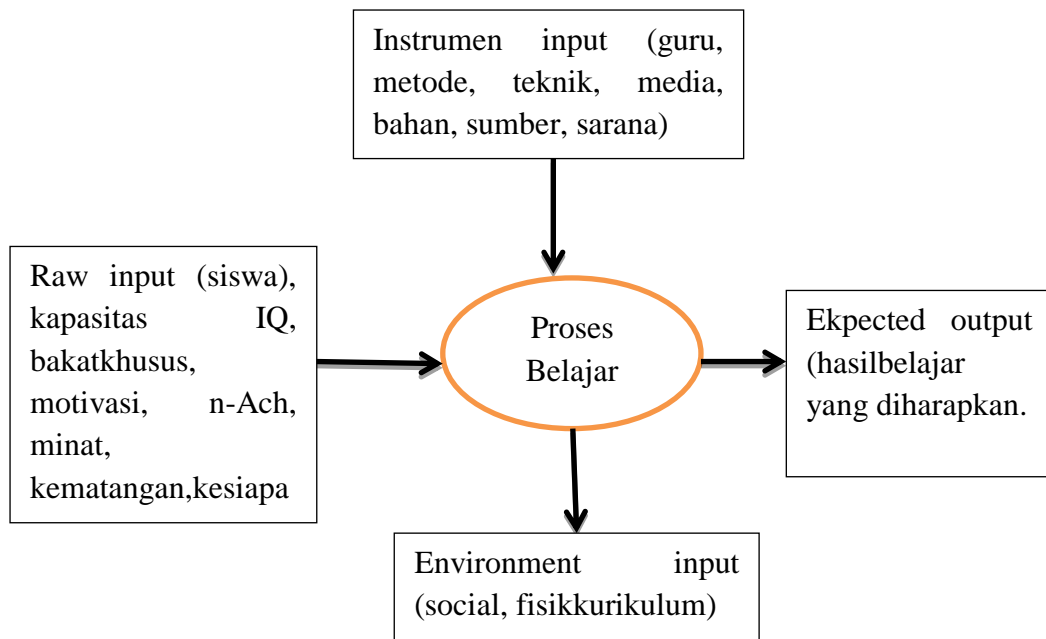 Instrumen input (guru,
metode, teknik, media,
bahan, sumber, sarana)
Raw input (siswa),
kapasitas IQ,
bakatkhusus,
motivasi, n-Ach,
minat,
kematangan,kesiapa
Proses
Belajar
Ekpected output
(hasilbelajar
yang diharapkan.
Environment input
(social, fisikkurikulum)